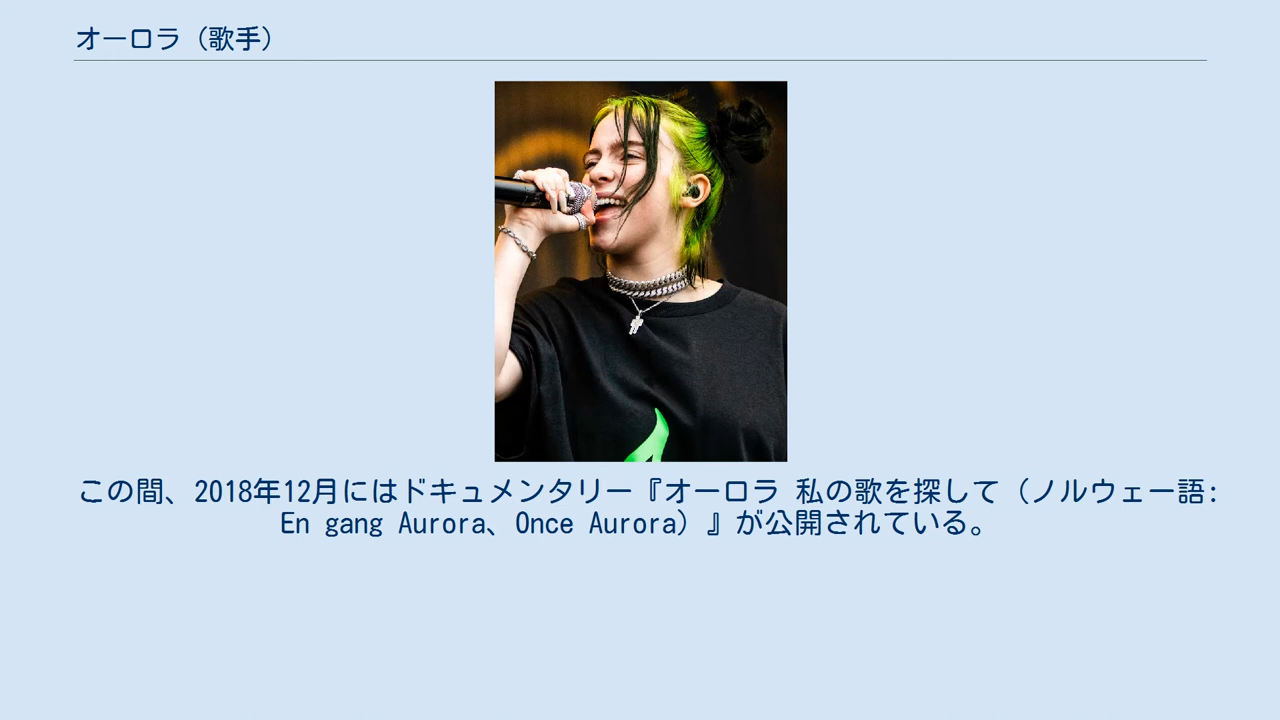 オーロラ（歌手）
この間、2018年12月にはドキュメンタリー『オーロラ 私の歌を探して（ノルウェー語:
En gang Aurora、Once Aurora）』が公開されている。